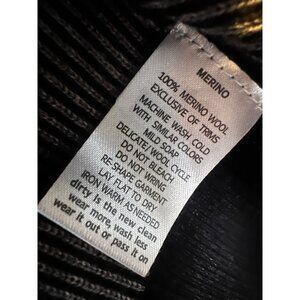 MERINO
100% MERINO WOOL
EXCLUSIVE OF TRIMS
MACHINE WASH COLD
WITH SIMILAR COLORS
MILD SOAP
DELICATE/WOOL CYCLE
DO NOT BLEACH
DO NOT WRING
RE-SHAPE GARMENT
LAY FLAT TO DRY
IRON WARM AS NEEDED
dirty is the new clean
wear more, wash less
wear it out or pass it on